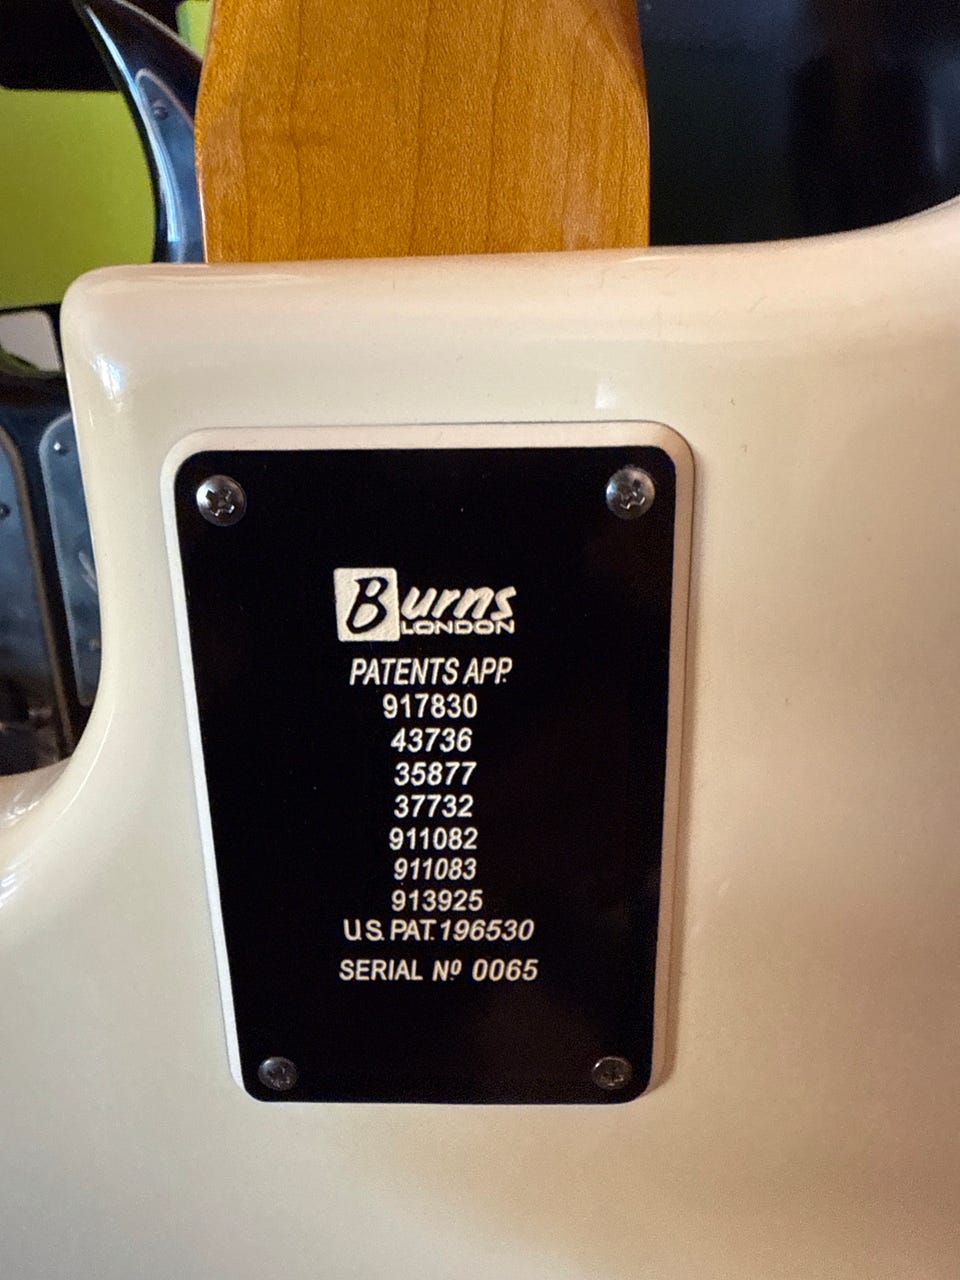 Burns
LONDON
PATENTS APP.
917830
43736
35877
37732
911082
911083
913925
U.S. PAT. 196530
SERIAL Nº 0065